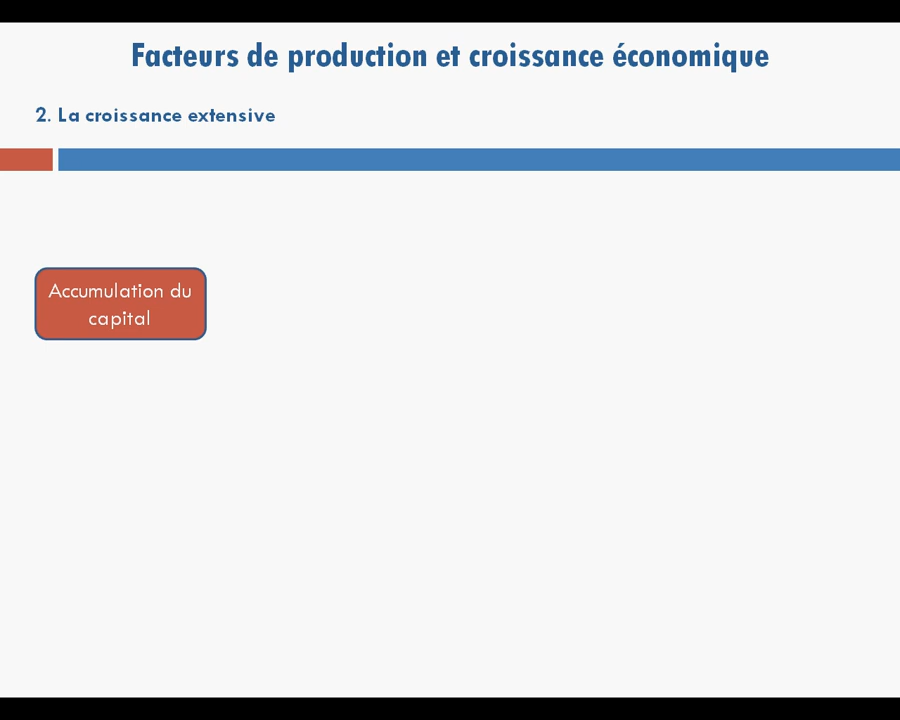 Facteurs de production et croissance économique
2. La croissance extensive
Accumulation du
capital